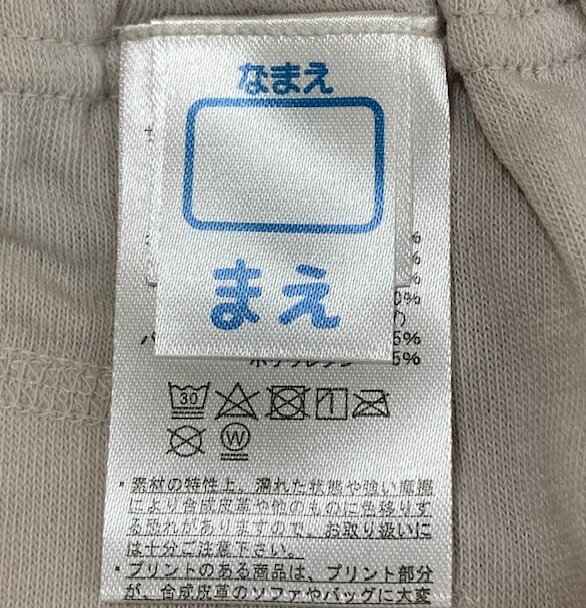 なまえ
まえ
%
%
%
0%
)
5%
5%
30
W
・素材の特性上、濡れた状態や強い摩擦
により合成皮革や他のものに色移りす
る恐れがありますので、お取り扱いに
は十分ご注意下さい。
・プリントのある商品は、プリント部分
が、合成皮革のソファやバッグに大変